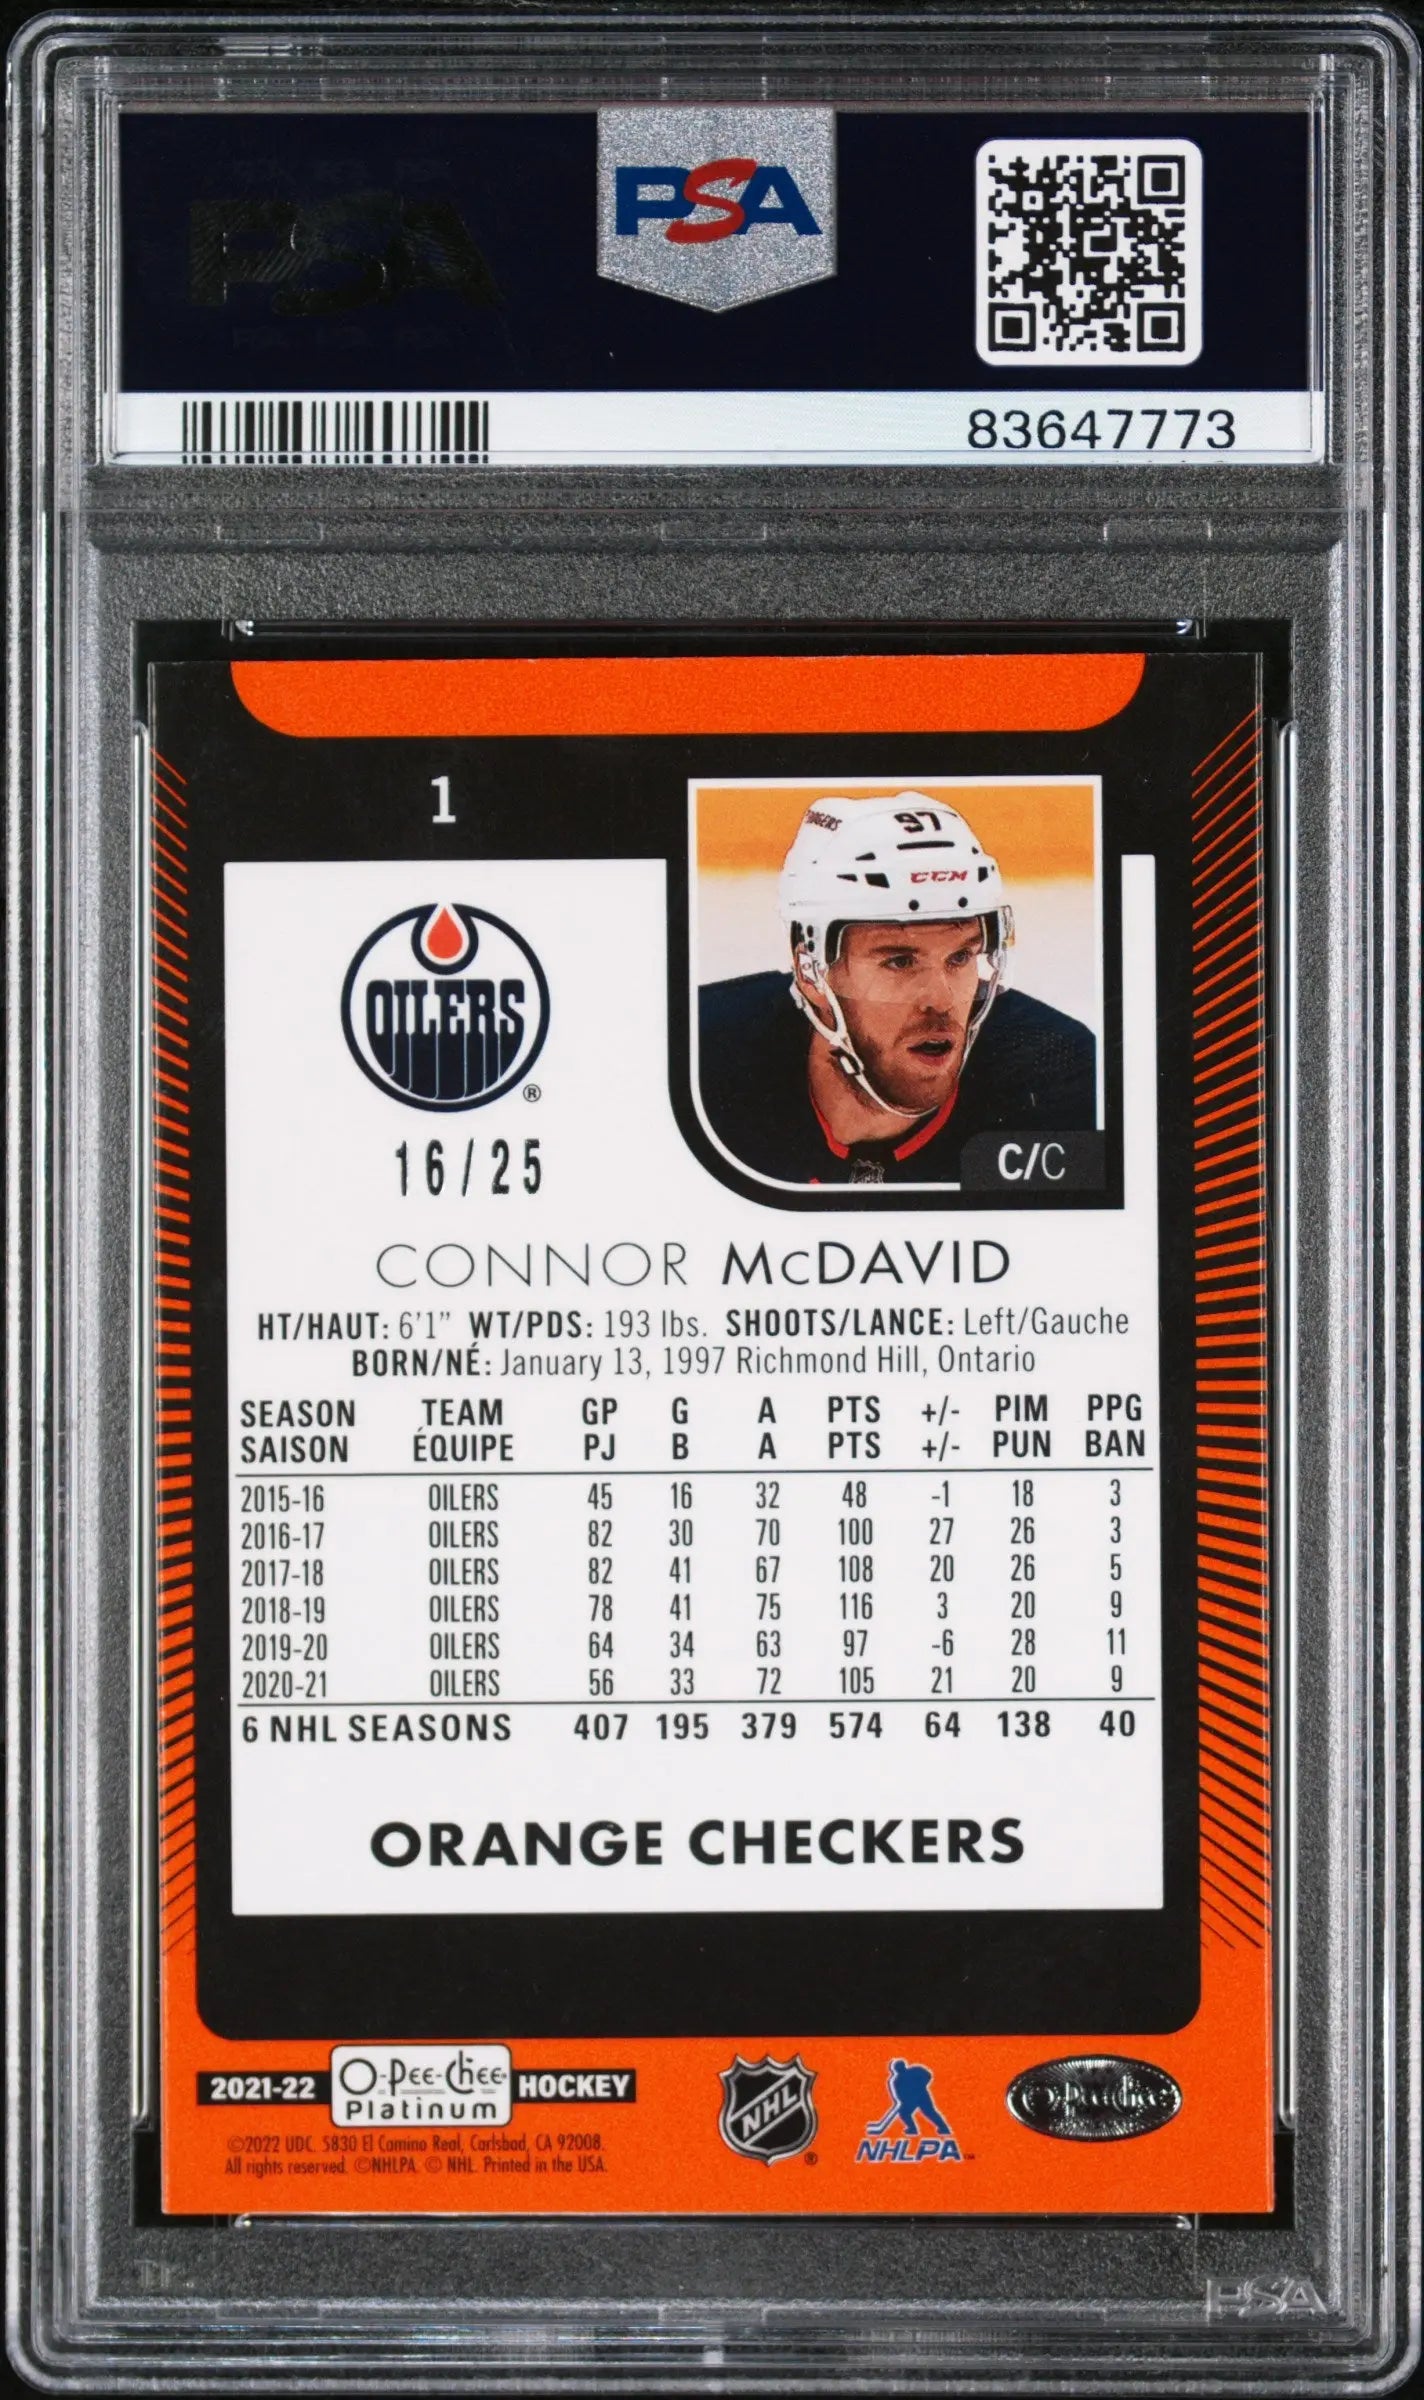 PSA
83647773
1
97
CCM
OILERS
®
16/25
C/C
CONNOR McDAVID
HT/HAUT: 6'1" WT/PDS: 193 lbs. SHOOTS/LANCE: Left/Gauche
BORN/NÉ: January 13, 1997 Richmond Hill, Ontario
SEASON TEAM GP G A PTS +/- PIM PPG
SAISON ÉQUIPE PJ B A PTS +/- PUN BAN
2015-16 OILERS 45 16 32 48 -1 18 3
2016-17 OILERS 82 30 70 100 27 26 3
2017-18 OILERS 82 41 67 108 20 26 5
2018-19 OILERS 78 41 75 116 3 20 9
2019-20 OILERS 64 34 63 97 -6 28 11
2020-21 OILERS 56 33 72 105 21 20 9
6 NHL SEASONS 407 195 379 574 64 138 40
ORANGE CHECKERS
2021-22 O-Pee-Chee Platinum HOCKEY
NHL ®
NHLPA™
O-Pee-Chee
©2022 UDC. 5830 El Camino Real, Carlsbad, CA 92008.
All rights reserved. ©NHLPA. © NHL. Printed in the USA.
PSA